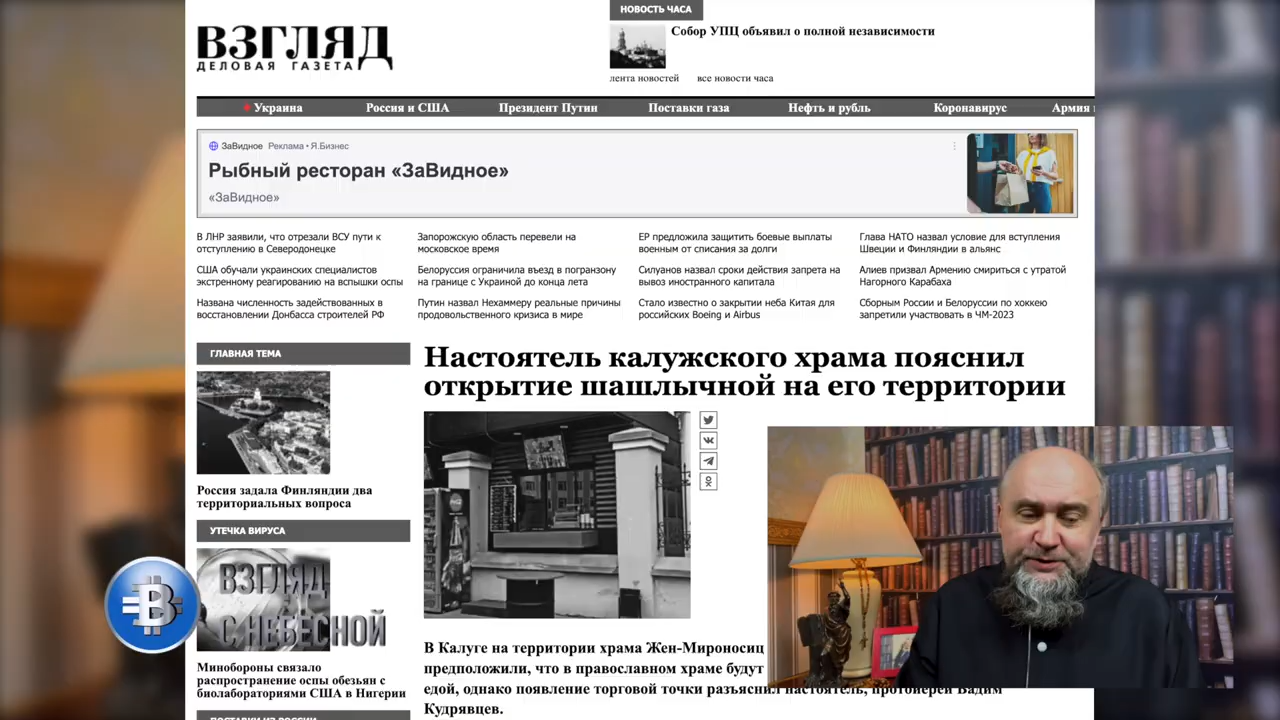 НОВОСТЬ ЧАСА
ВЗГЛЯД
ДЕЛОВАЯ ГАЗЕТА
Собор УПЦ объявил о полной независимости
лента новостей все новости часа
Украина Россия и США Президент Путин Поставки газа Нефть и рубль Коронавирус Армия
ЗаВидное Реклама • Я.Бизнес
Рыбный ресторан «ЗаВидное»
«ЗаВидное»
В ЛНР заявили, что отрезали ВСУ пути к
отступлению в Северодонецке
США обучали украинских специалистов
экстренному реагированию на вспышки оспы
Названа численность задействованных в
восстановлении Донбасса строителей РФ
Запорожскую область перевели на
московское время
Белоруссия ограничила въезд в погранзону
на границе с Украиной до конца лета
Путин назвал Нехаммеру реальные причины
продовольственного кризиса в мире
ЕР предложила защитить боевые выплаты
военным от списания за долги
Силуанов назвал сроки действия запрета на
вывоз иностранного капитала
Стало известно о закрытии неба Китая для
российских Boeing и Airbus
Глава НАТО назвал условие для вступления
Швеции и Финляндии в альянс
Алиев призвал Армению смириться с утратой
Нагорного Карабаха
Сборным России и Белоруссии по хоккею
запретили участвовать в ЧМ-2023
ГЛАВНАЯ ТЕМА
Россия задала Финляндии два
территориальных вопроса
УТЕЧКА ВИРУСА
ВЗГЛЯД
С НЕБЕСНОЙ
Минобороны связало
распространение оспы обезьян с
биолабораториями США в Нигерии
ПОСТАВКИ ИЗ РОССИИ
Настоятель калужского храма пояснил
открытие шашлычной на его территории
В Калуге на территории храма Жен-Мироносиц
предположили, что в православном храме будут
едой, однако появление торговой точки разъяснил настоятель, протоиерей Вадим
Кудрявцев.